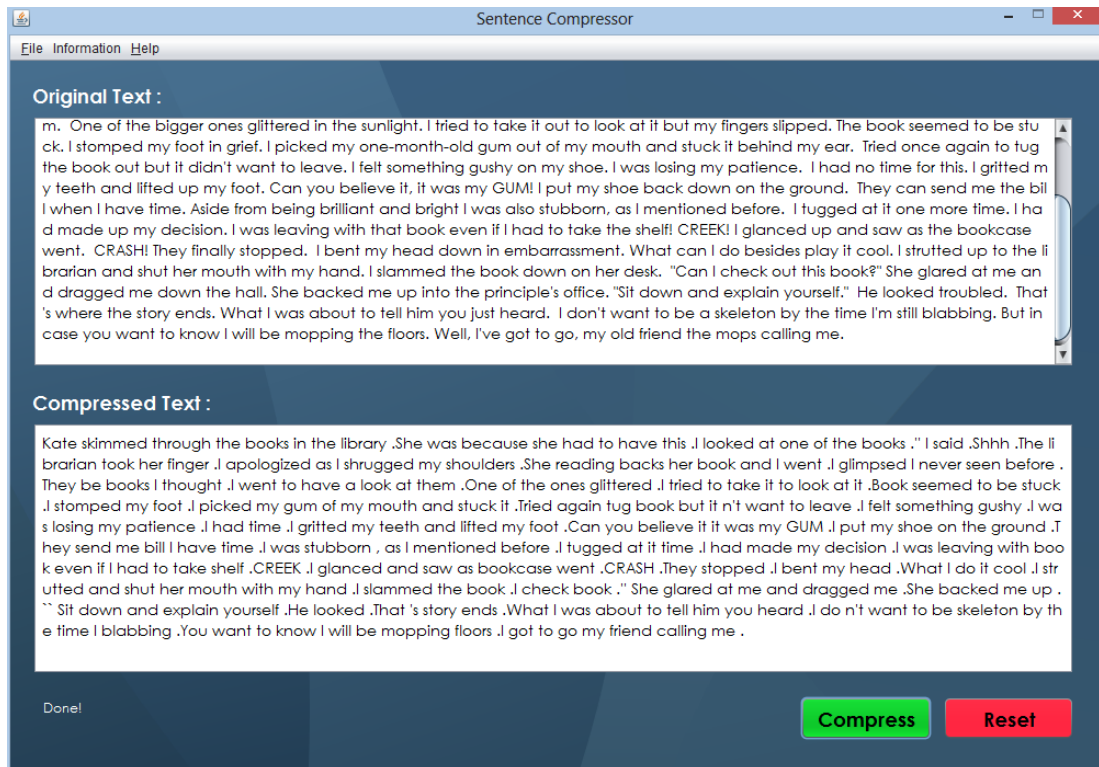 Sentence Compressor
File Information Help
Original Text :
m.  One of the bigger ones glittered in the sunlight. I tried to take it out to look at it but my fingers slipped. The book seemed to be stu
ck. I stomped my foot in grief. I picked my one-month-old gum out of my mouth and stuck it behind my ear.  Tried once again to tug
the book out but it didn't want to leave. I felt something gushy on my shoe. I was losing my patience.  I had no time for this. I gritted m
y teeth and lifted up my foot. Can you believe it, it was my GUM! I put my shoe back down on the ground.  They can send me the bil
l when I have time. Aside from being brilliant and bright I was also stubborn, as I mentioned before.  I tugged at it one more time. I ha
d made up my decision. I was leaving with that book even if I had to take the shelf! CREEK! I glanced up and saw as the bookcase
went.  CRASH! They finally stopped.  I bent my head down in embarrassment. What can I do besides play it cool. I strutted up to the li
brarian and shut her mouth with my hand. I slammed the book down on her desk.  "Can I check out this book?" She glared at me an
d dragged me down the hall. She backed me up into the principle's office. "Sit down and explain yourself."  He looked troubled.  That
's where the story ends. What I was about to tell him you just heard.  I don't want to be a skeleton by the time I'm still blabbing. But in
case you want to know I will be mopping the floors. Well, I've got to go, my old friend the mops calling me.
Compressed Text :
Kate skimmed through the books in the library .She was because she had to have this .I looked at one of the books ." I said .Shhh .The li
brarian took her finger .I apologized as I shrugged my shoulders .She reading backs her book and I went .I glimpsed I never seen before .
They be books I thought .I went to have a look at them .One of the ones glittered .I tried to take it to look at it .Book seemed to be stuck
.I stomped my foot .I picked my gum of my mouth and stuck it .Tried again tug book but it n't want to leave .I felt something gushy .I wa
s losing my patience .I had time .I gritted my teeth and lifted my foot .Can you believe it it was my GUM .I put my shoe on the ground .T
hey send me bill I have time .I was stubborn , as I mentioned before .I tugged at it time .I had made my decision .I was leaving with boo
k even if I had to take shelf .CREEK .I glanced and saw as bookcase went .CRASH .They stopped .I bent my head .What I do it cool .I str
utted and shut her mouth with my hand .I slammed the book .I check book ." She glared at me and dragged me .She backed me up .
`` Sit down and explain yourself .He looked .That 's story ends .What I was about to tell him you heard .I do n't want to be skeleton by th
e time I blabbing .You want to know I will be mopping floors .I got to go my friend calling me .
Done!
Compress
Reset